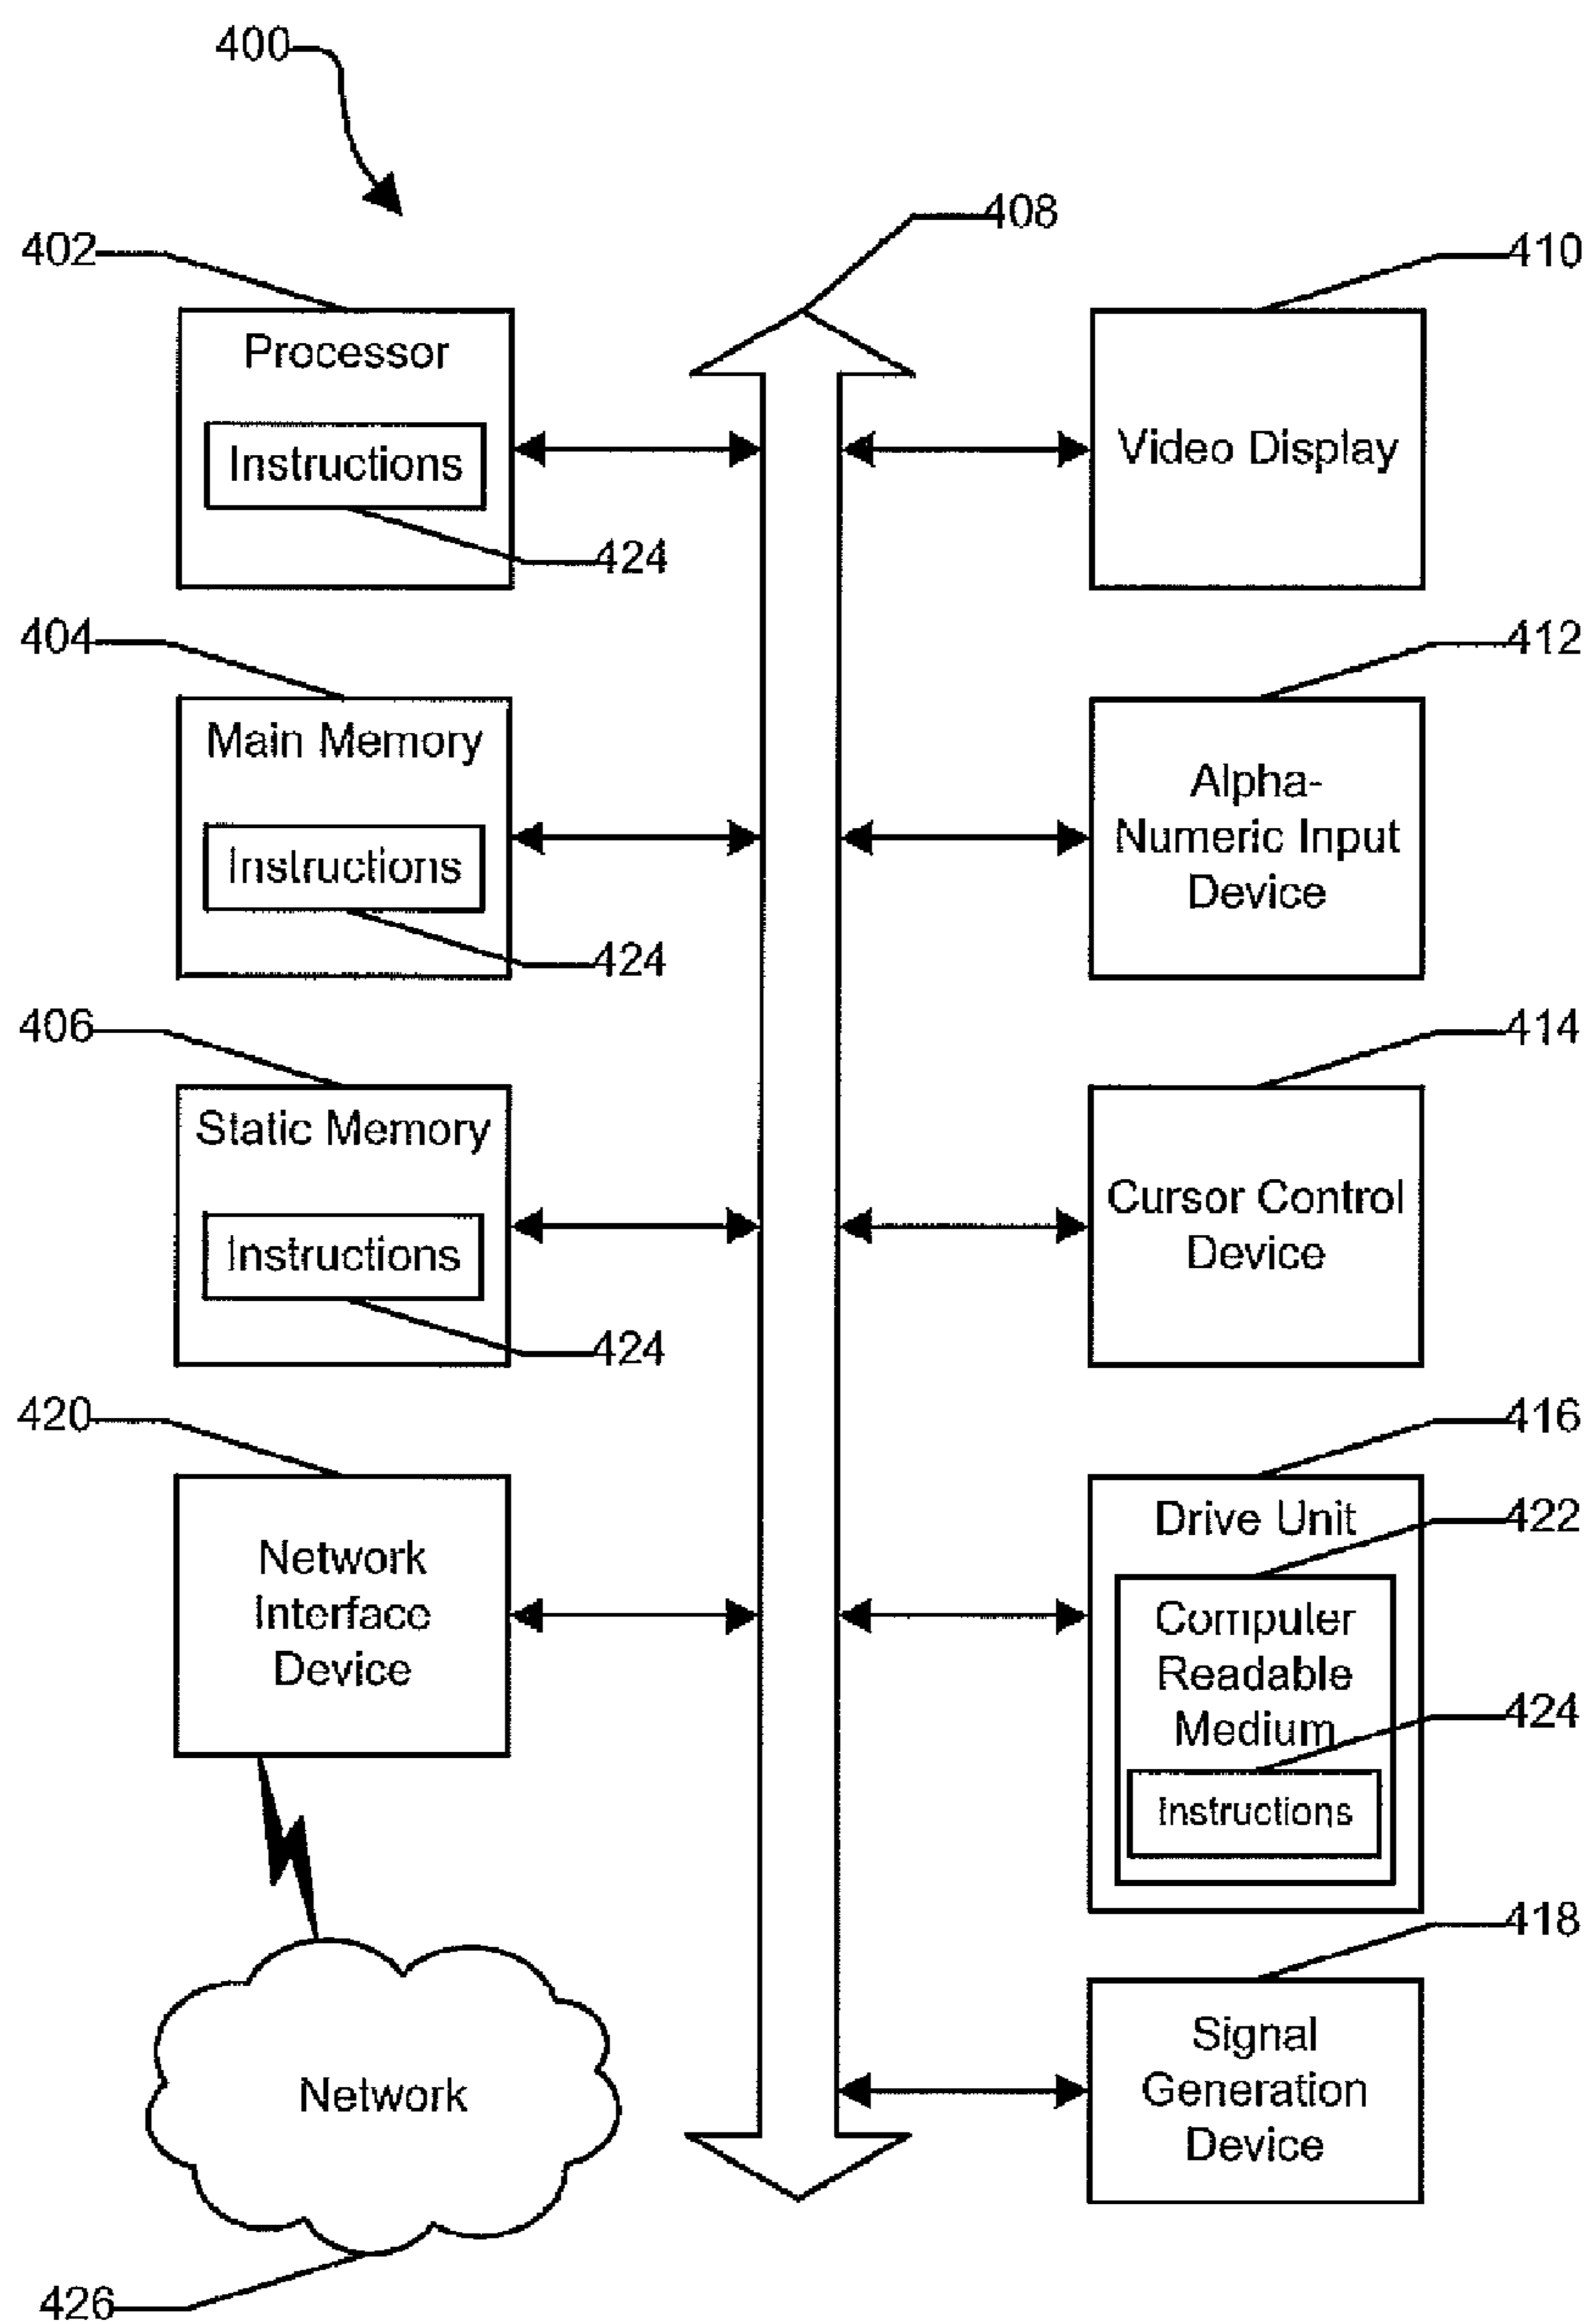 400
408
402
410
Processor
Instructions
424
Video Display
404
412
Main Memory
Instructions
424
Alpha-
Numeric Input
Device
406
414
Static Memory
Instructions
424
Cursor Control
Device
420
416
Network
Interface
Device
Drive Unit
422
Computer
Readable
Medium
424
Instructions
418
Network
Signal
Generation
Device
426